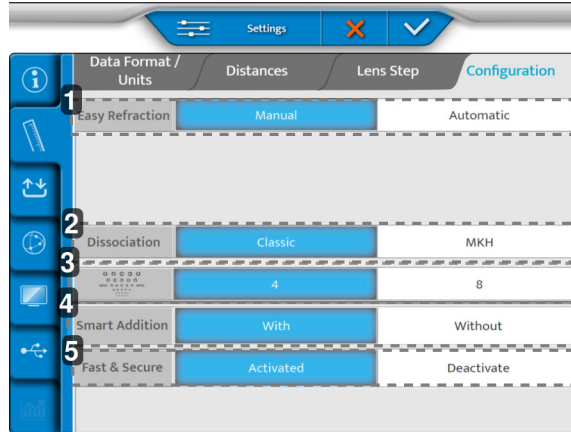 Settings
Data Format / Units
Distances
Lens Step
Configuration
1
Easy Refraction
Manual
Automatic
2
Dissociation
Classic
MKH
3
4
8
4
Smart Addition
With
Without
5
Fast & Secure
Activated
Deactivate